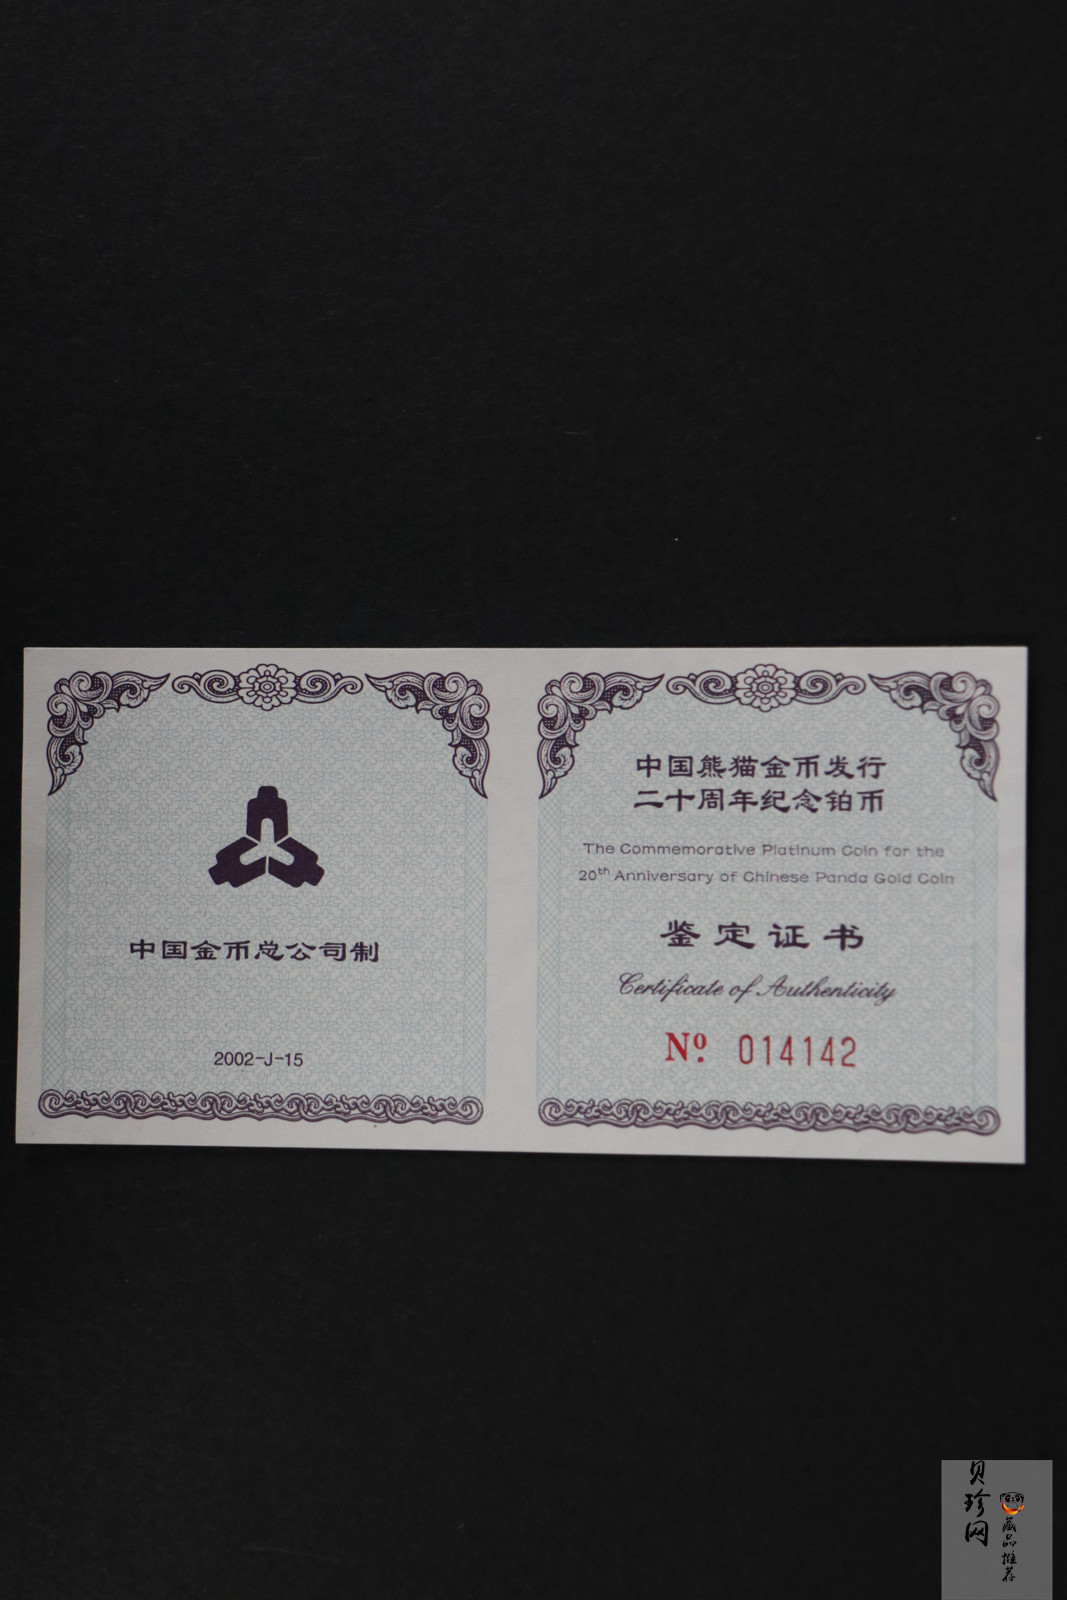 中国金币总公司制
2002-J-15
中国熊猫金币发行
二十周年纪念铂币
The Commemorative Platinum Coin for the
20th Anniversary of Chinese Panda Gold Coin
鉴定证书
Certificate of Authenticity
Nº. 014142
贝珍网
藏品推荐